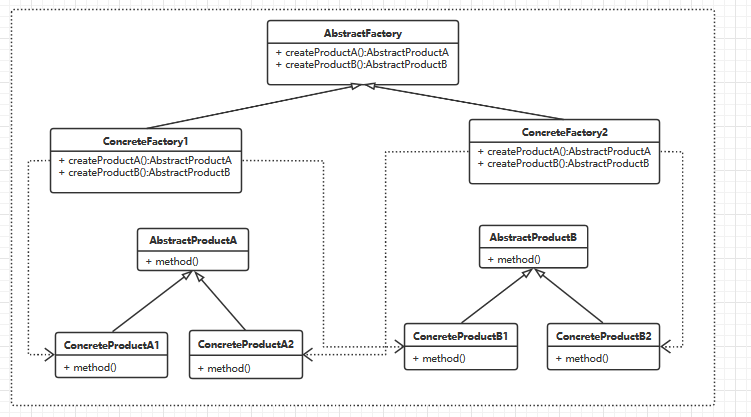 AbstractFactory
+ createProductA():AbstractProductA
+ createProductB():AbstractProductB
ConcreteFactory1
+ createProductA():AbstractProductA
+ createProductB():AbstractProductB
ConcreteFactory2
+ createProductA():AbstractProductA
+ createProductB():AbstractProductB
AbstractProductA
+ method()
AbstractProductB
+ method()
ConcreteProductA1
+ method()
ConcreteProductA2
+ method()
ConcreteProductB1
+ method()
ConcreteProductB2
+ method()